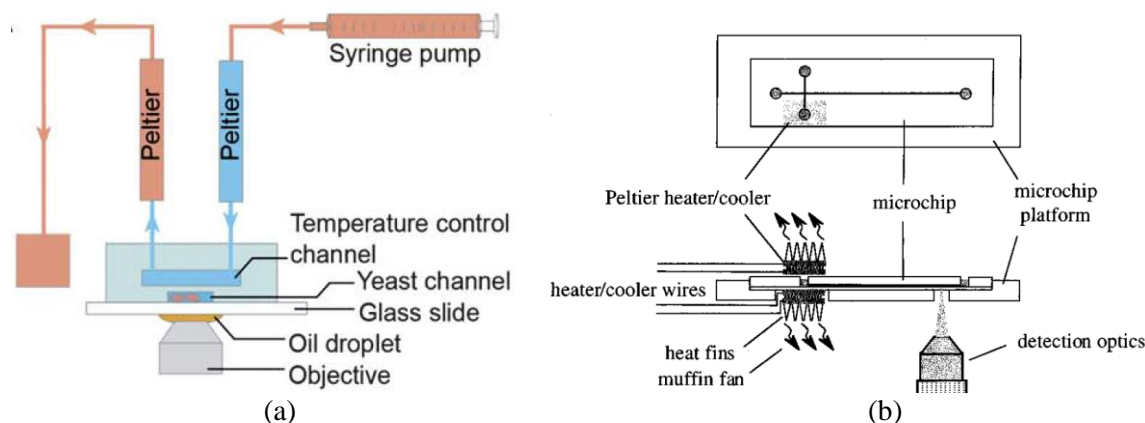 Syringe pump
Peltier
Peltier
Temperature control
channel
Yeast channel
Glass slide
Oil droplet
Objective
(a)
Peltier heater/cooler
microchip
microchip
platform
heater/cooler wires
heat fins
muffin fan
detection optics
(b)